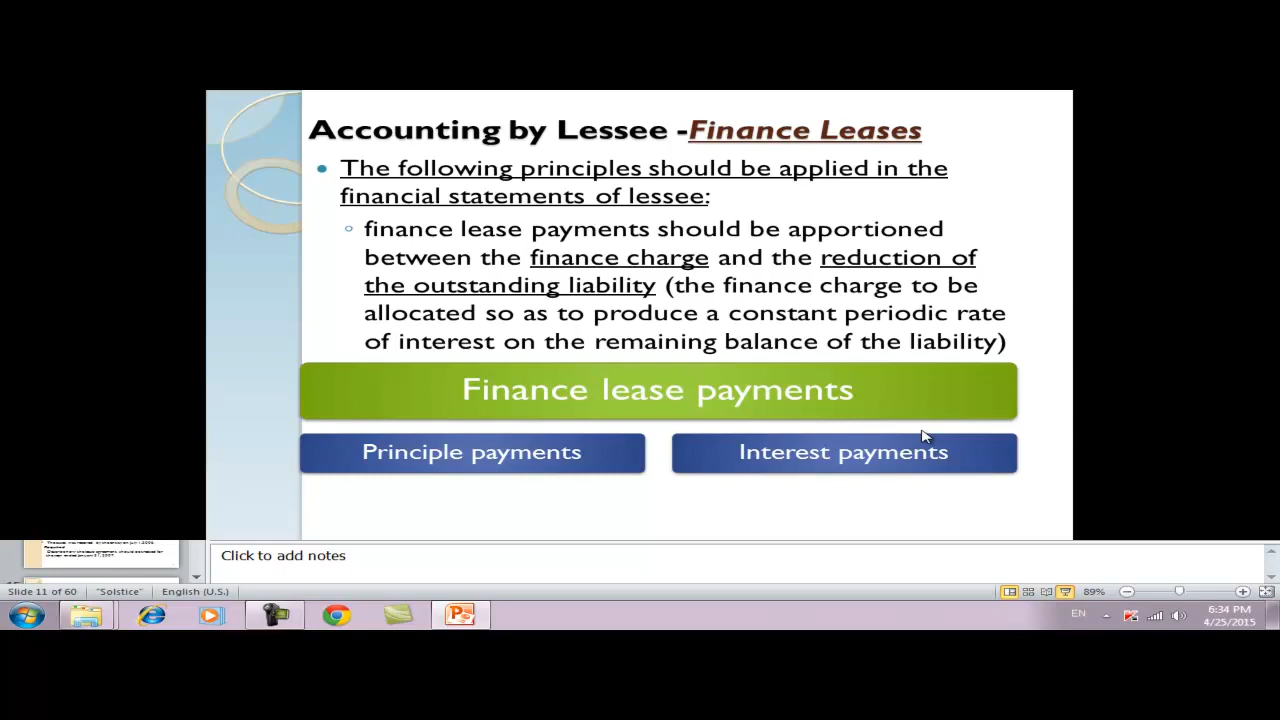 Accounting by Lessee -Finance Leases
The following principles should be applied in the
financial statements of lessee:
finance lease payments should be apportioned
between the finance charge and the reduction of
the outstanding liability (the finance charge to be
allocated so as to produce a constant periodic rate
of interest on the remaining balance of the liability)
Finance lease payments
Principle payments Interest payments
Click to add notes
Slide 11 of 60 "Solstice" English (U.S.) 89%
EN 6:34 PM
4/25/2015